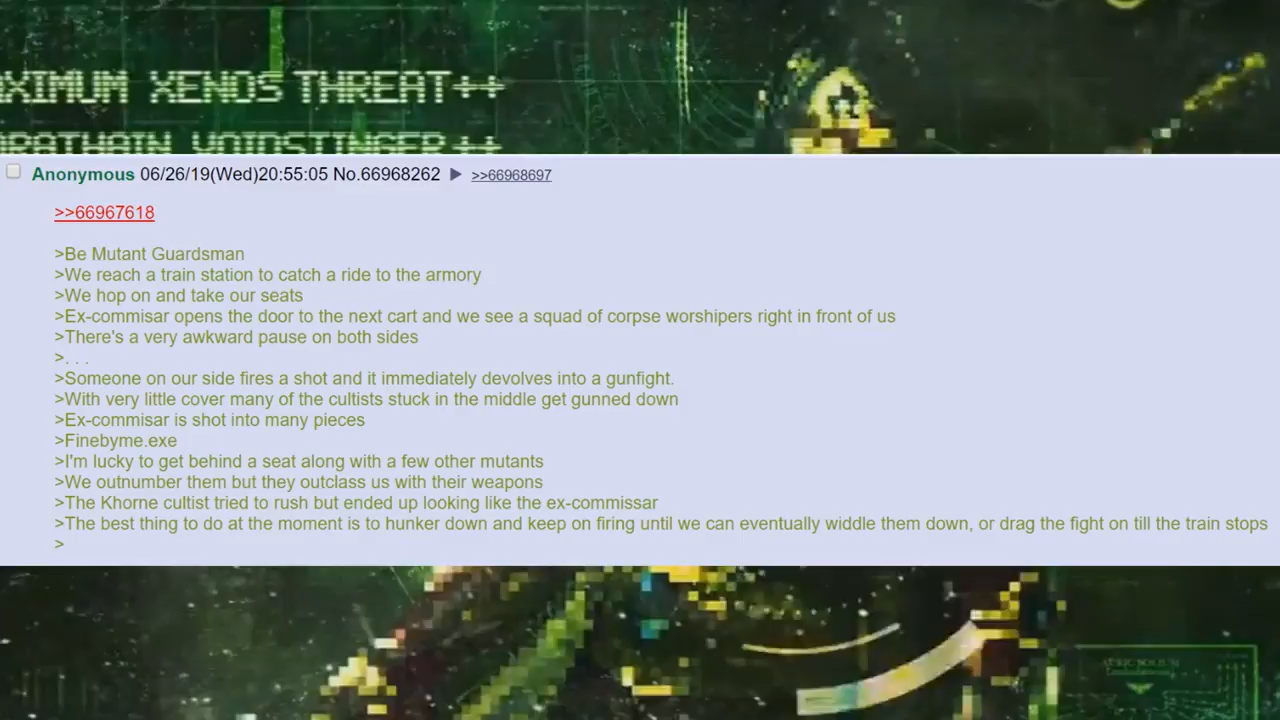 AXIMUM XENOS THREAT++
ARATHAIN VOIDSTINGER++
Anonymous 06/26/19(Wed)20:55:05 No.66968262 ▶ >>66968697
>>66967618
>Be Mutant Guardsman
>We reach a train station to catch a ride to the armory
>We hop on and take our seats
>Ex-commisar opens the door to the next cart and we see a squad of corpse worshipers right in front of us
>There's a very awkward pause on both sides
>. . .
>Someone on our side fires a shot and it immediately devolves into a gunfight.
>With very little cover many of the cultists stuck in the middle get gunned down
>Ex-commisar is shot into many pieces
>Finebyme.exe
>I'm lucky to get behind a seat along with a few other mutants
>We outnumber them but they outclass us with their weapons
>The Khorne cultist tried to rush but ended up looking like the ex-commissar
>The best thing to do at the moment is to hunker down and keep on firing until we can eventually widdle them down, or drag the fight on till the train stops
>